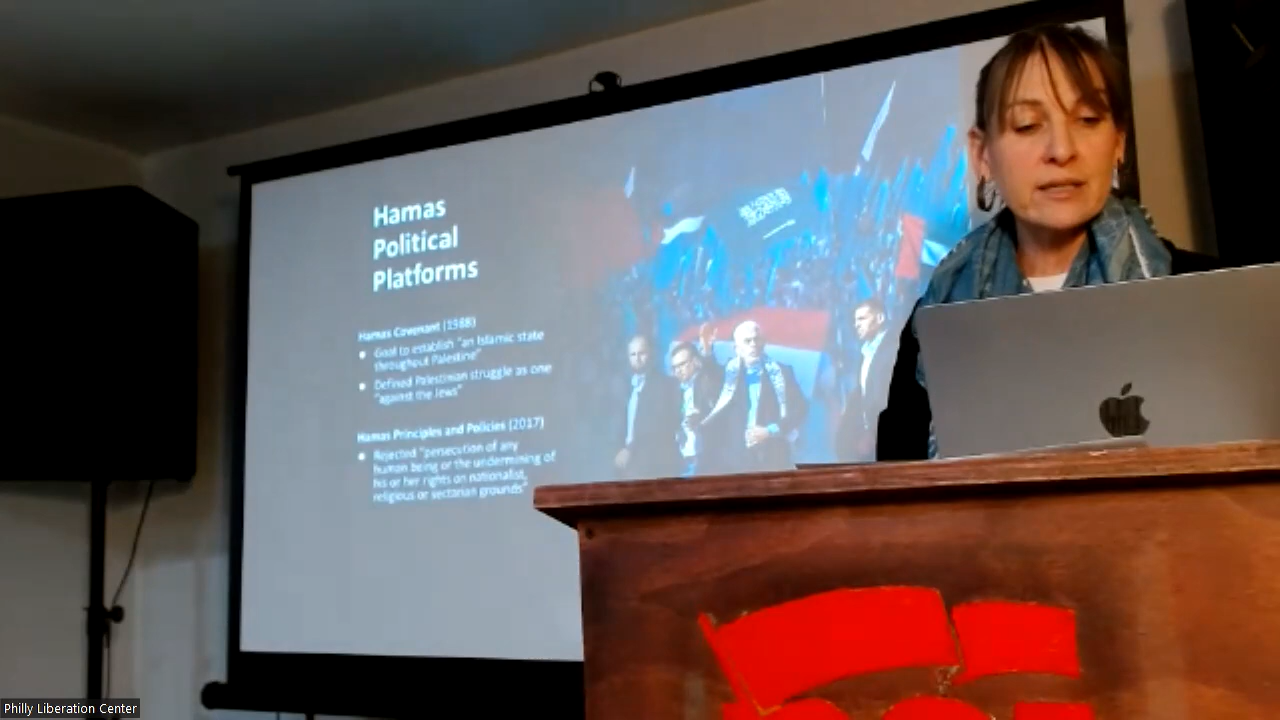 Hamas
Political
Platforms
Hamas Covenant (1988)
Goal to establish "an Islamic state
throughout Palestine"
Defined Palestinian struggle as one
"against the Jews"
Hamas Principles and Policies (2017)
Rejected "persecution of any
human being or the undermining of
his or her rights on nationalist,
religious or sectarian grounds"
Philly Liberation Center